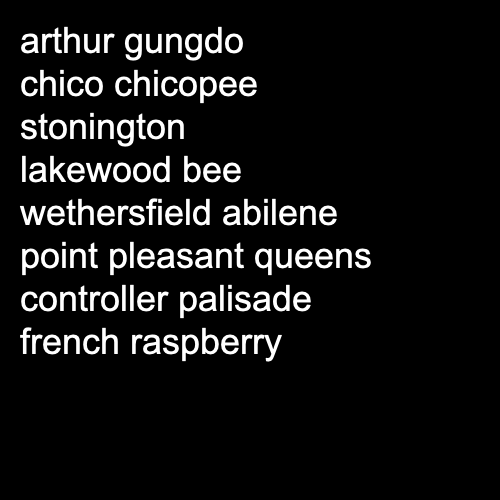 arthur gungdo
chico chicopee
stonington
lakewood bee
wethersfield abilene
point pleasant queens
controller palisade
french raspberry